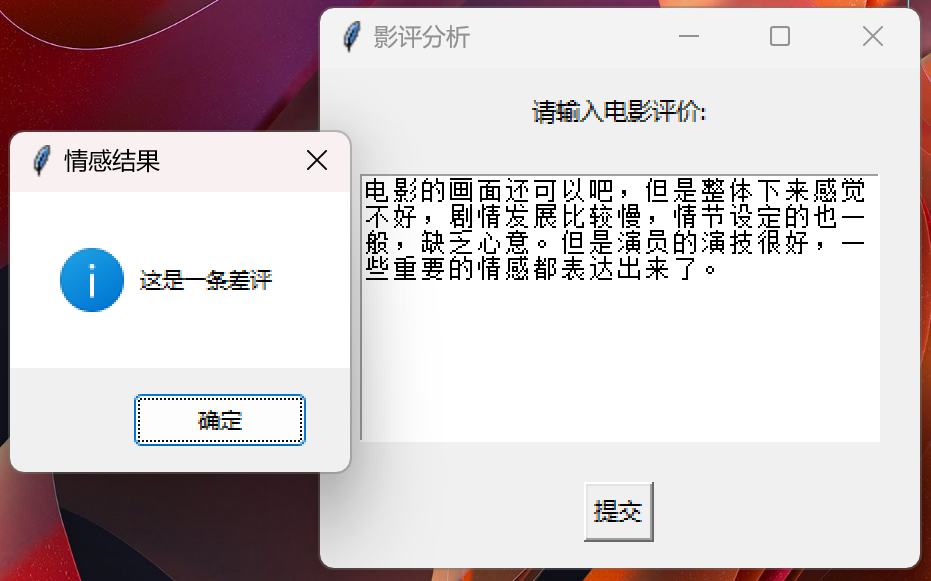 影评分析
请输入电影评价:
情感结果
这是一条差评
确定
电影的画面还可以吧，但是整体下来感觉
不好，剧情发展比较慢，情节设定的也一
般，缺乏心意。但是演员的演技很好，一
些重要的情感都表达出来了。
提交